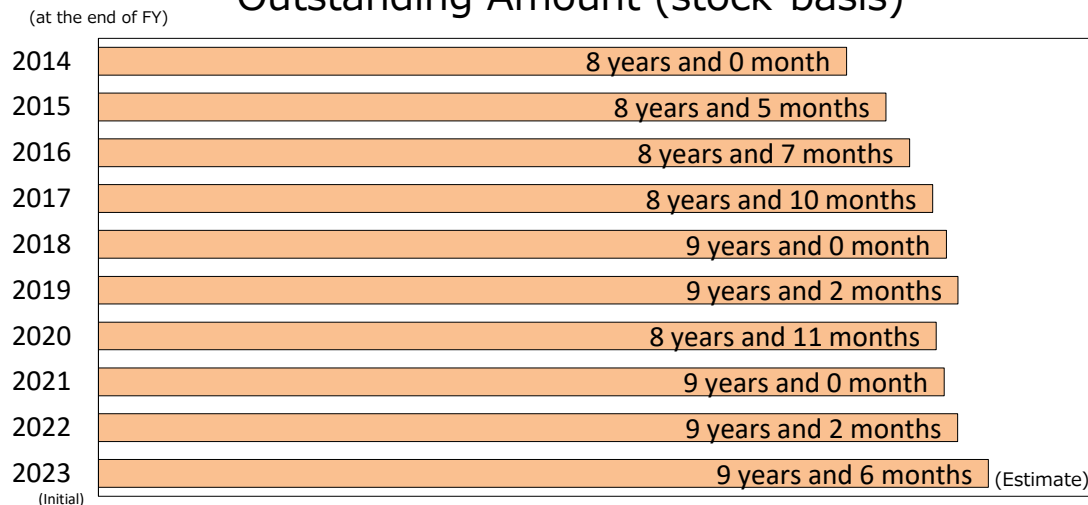 Outstanding Amount (stock basis)
(at the end of FY)
2014 8 years and 0 month
2015 8 years and 5 months
2016 8 years and 7 months
2017 8 years and 10 months
2018 9 years and 0 month
2019 9 years and 2 months
2020 8 years and 11 months
2021 9 years and 0 month
2022 9 years and 2 months
2023 9 years and 6 months (Estimate)
(Initial)